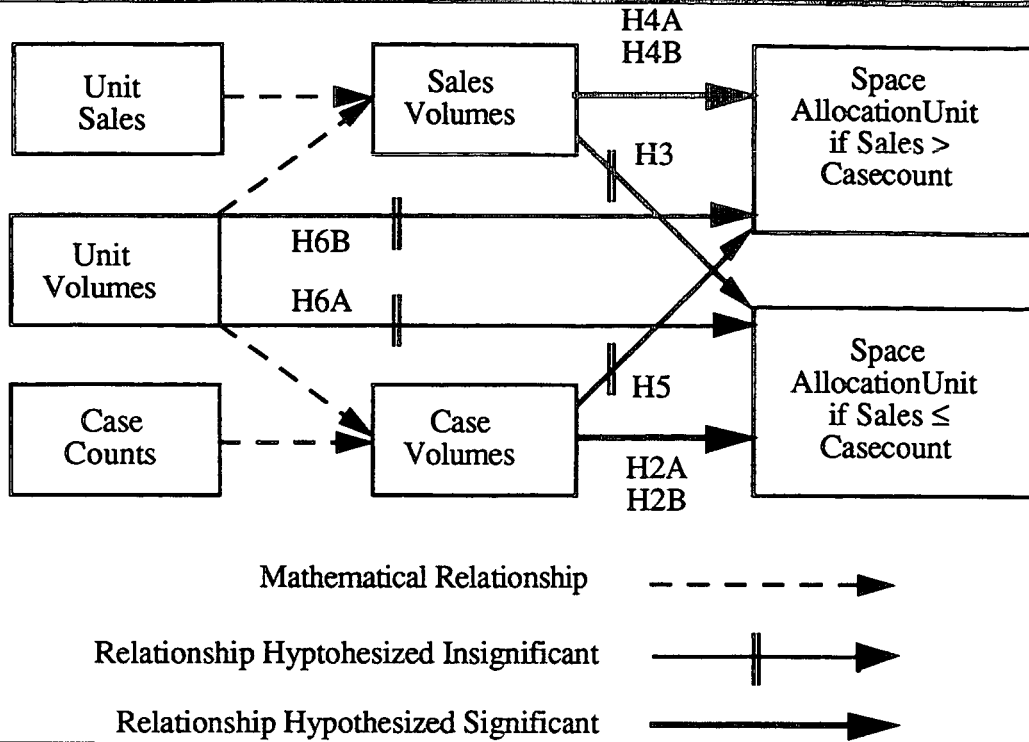 H4A
H4B
Unit
Sales
Sales
Volumes
Space
AllocationUnit
if Sales >
Casecount
H3
Unit
Volumes
H6B
H6A
Case
Counts
Case
Volumes
H5
H2A
H2B
Space
AllocationUnit
if Sales ≤
Casecount
Mathematical Relationship
Relationship Hyptohesized Insignificant
Relationship Hypothesized Significant